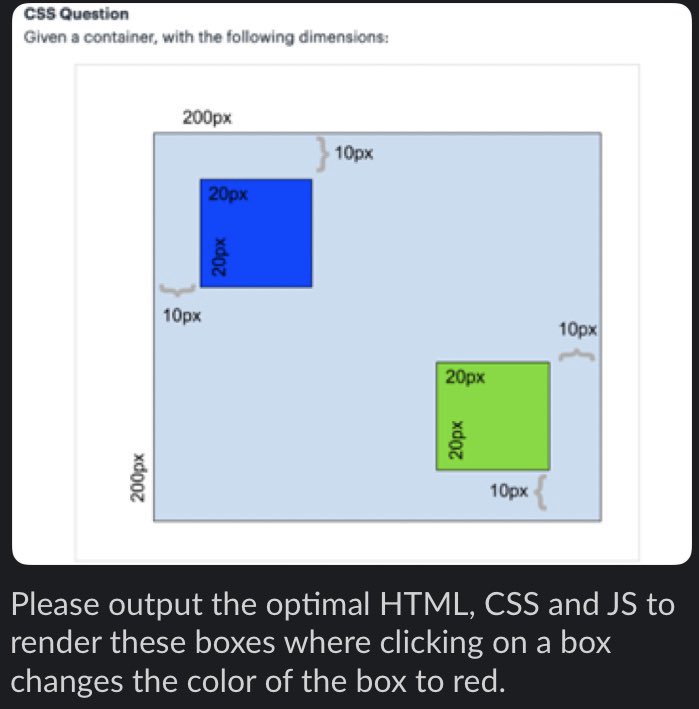 CSS Question
Given a container, with the following dimensions:
200px
10px
20px
20px
10px
10px
20px
20px
200px
10px
Please output the optimal HTML, CSS and JS to
render these boxes where clicking on a box
changes the color of the box to red.